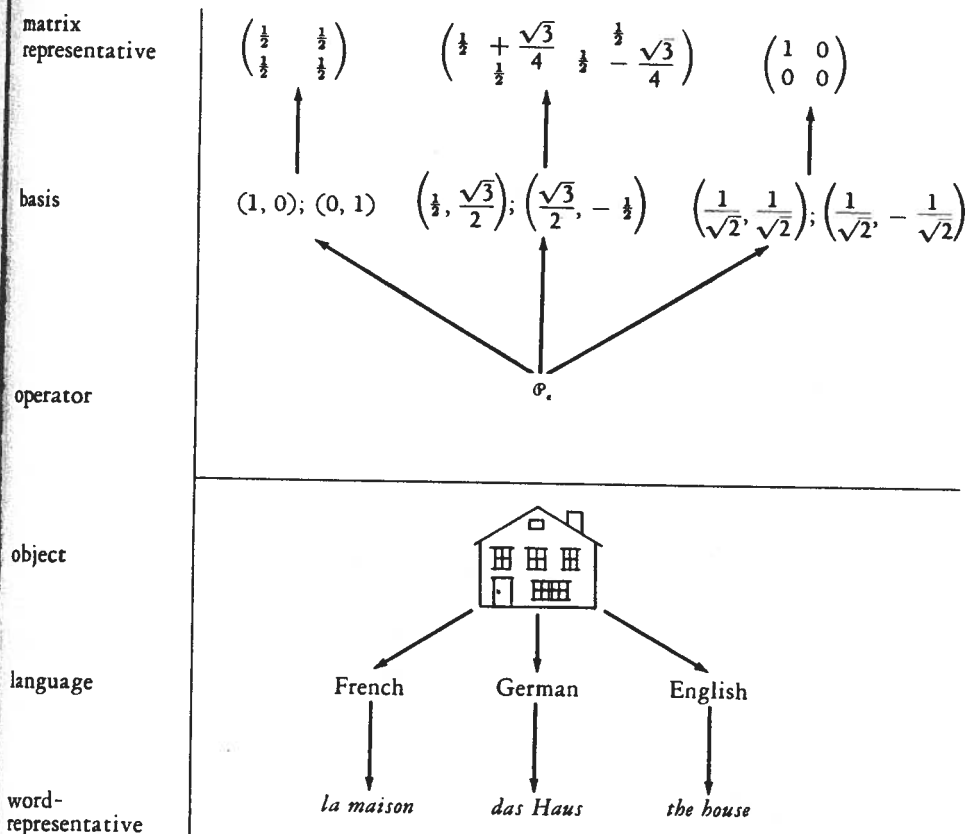 matrix
representative
( ½ ½ ; ½ ½ )
( ½ + √3/4 ½ ; ½ ½ − √3/4 )
( 1 0 ; 0 0 )
basis
(1, 0); (0, 1)
(½, √3/2); (√3/2, − ½)
(1/√2, 1/√2); (1/√2, − 1/√2)
operator
𝒫ₑ
object
language
French German English
word-
representative
la maison das Haus the house